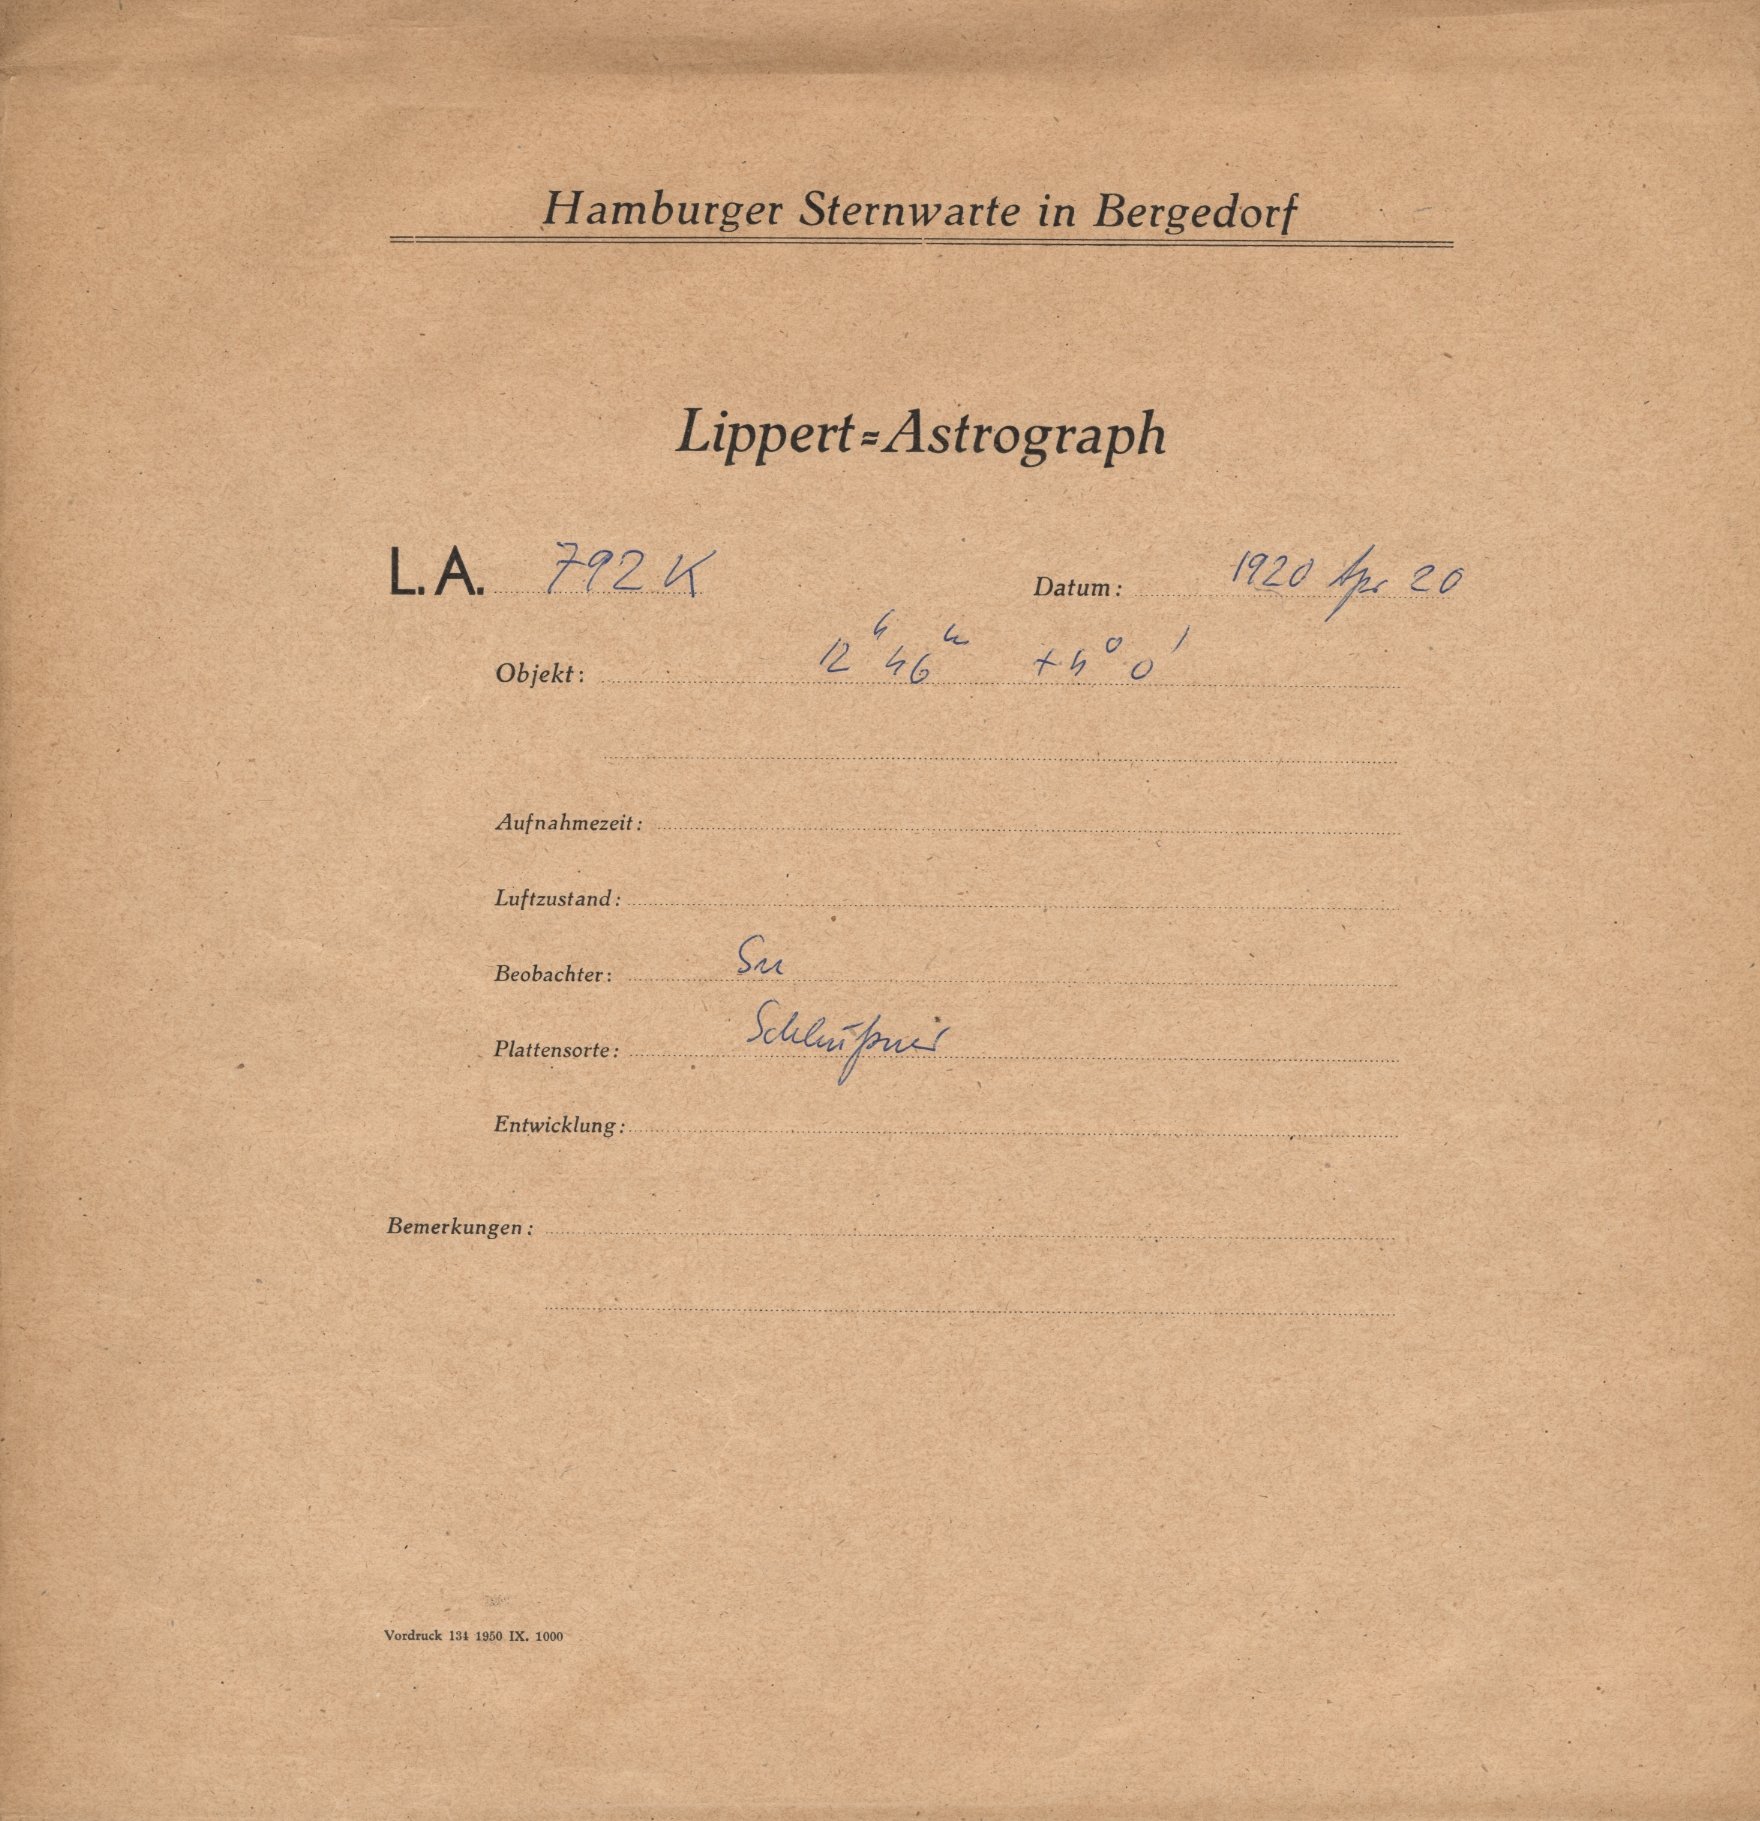 Hamburger Sternwarte in Bergedorf
Lippert=Astrograph
L. A. 792 K Datum: 1920 Apr 20
Objekt: 12h 46m +4° 0'
Aufnahmezeit:
Luftzustand:
Beobachter:
Plattensorte: Schleußner
Entwicklung:
Bemerkungen:
Vordruck 134 1950 IX. 1000